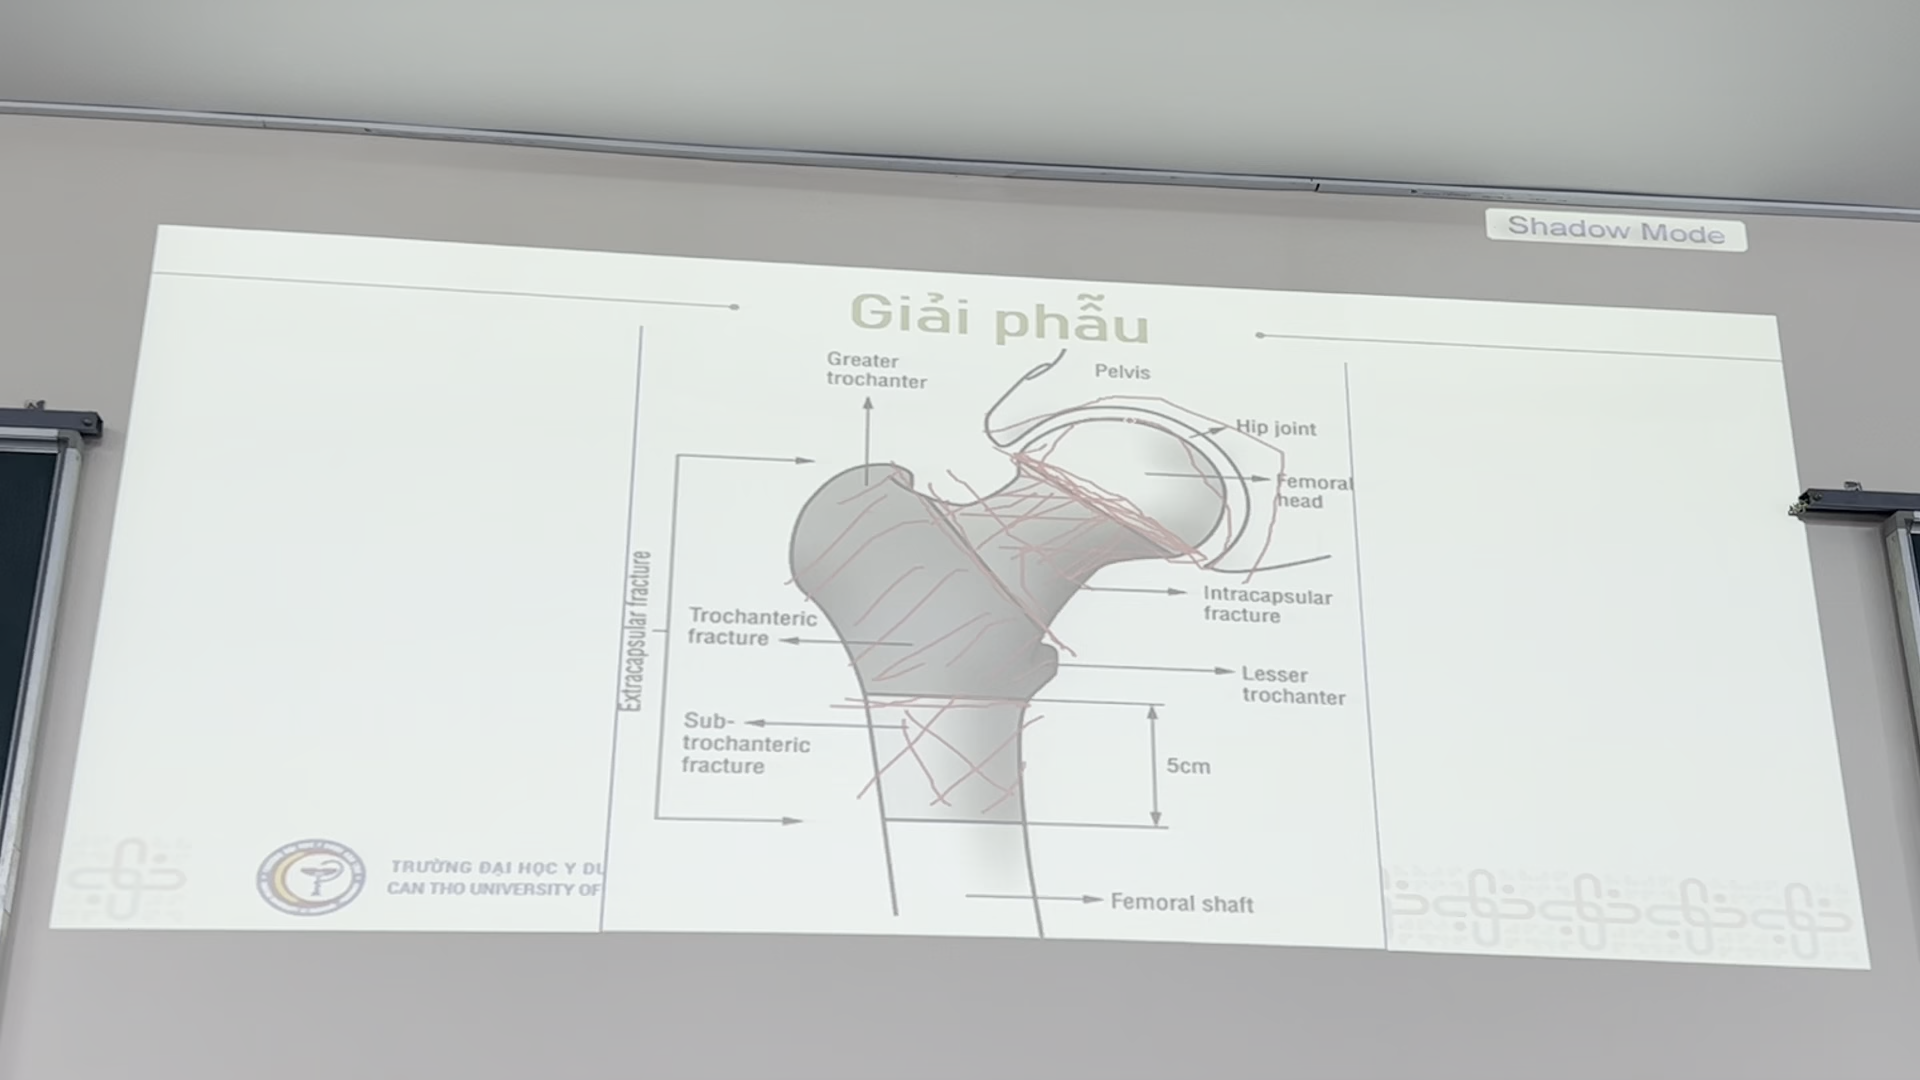 Shadow Mode
Giải phẫu
Greater
trochanter
Pelvis
Hip joint
Femoral
head
Extracapsular fracture
Trochanteric
fracture
Intracapsular
fracture
Lesser
trochanter
Sub-
trochanteric
fracture
5cm
Femoral shaft
TRƯỜNG ĐẠI HỌC Y
CAN THO UNIVERSITY OF